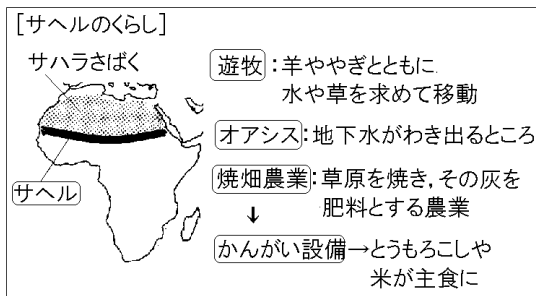 [サヘルのくらし]
サハラさばく
サヘル
遊牧:羊ややぎとともに
水や草を求めて移動
オアシス:地下水がわき出るところ
焼畑農業:草原を焼き,その灰を
肥料とする農業
↓
かんがい設備→とうもろこしや
米が主食に